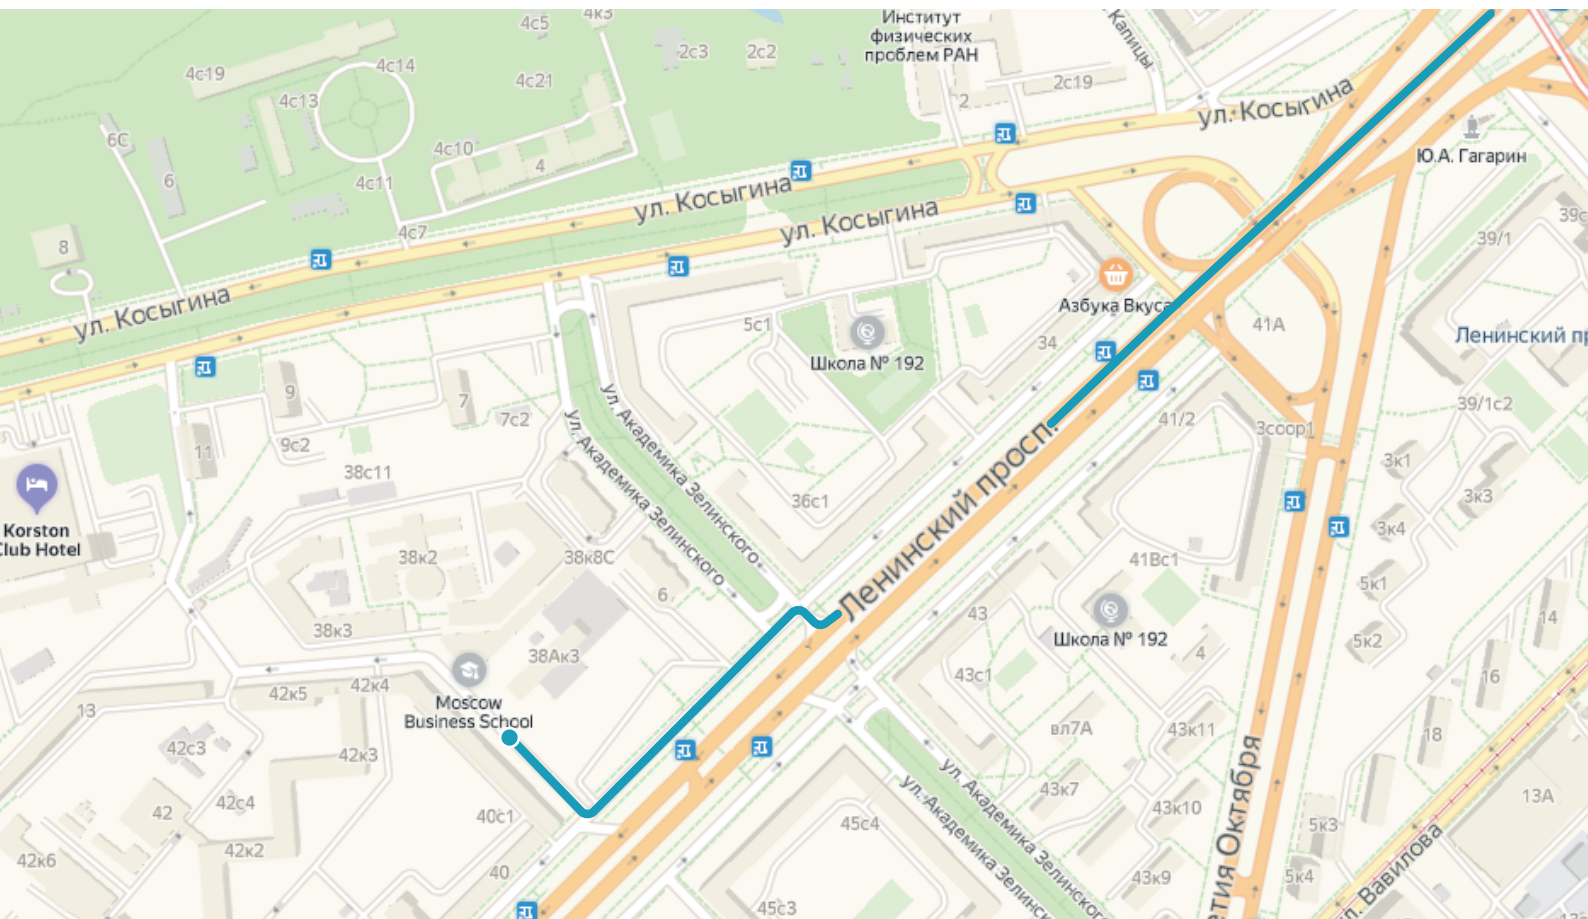 4с5
4к3
Институт
физических
проблем РАН
Капицы
4с19
4с14
2с3
2с2
4с21
2с19
4с13
2
ул. Косыгина
6С
4с10
4
Ю.А. Гагарин
6
4с11
ул. Косыгина
ул. Косыгина
4с7
8
39/1
Азбука Вкуса
ул. Косыгина
5с1
41А
Ленинский пр
Школа № 192
34
9
7
7с2
ул. Академика Зелинского
ул. Академика Зелинского
39/1с2
41/2
3соор1
11
9с2
38с11
36с1
Ленинский просп.
3к1
3к3
Korston
Club Hotel
3к4
38к2
38к8С
41Вс1
5к1
6
43
Школа № 192
14
38к3
5к2
4
38Ак3
43с1
16
42к5
42к4
Moscow
Business School
13
42с3
42к3
вл7А
43к11
18
ул. Академика Зелинского
ул. Академика Зелинск
43к7
43к10
13А
42
42с4
40с1
45с4
5к3
42к6
42к2
40
43к9
5к4
етия Октября
ул. Вавилова
45с3